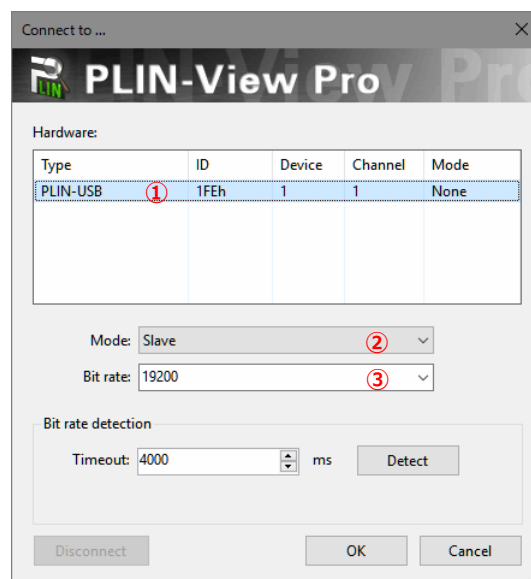 Connect to ...
PLIN-View Pro
Hardware:
Type ID Device Channel Mode
PLIN-USB ① 1FEh 1 1 None
Mode: Slave ②
Bit rate: 19200 ③
Bit rate detection
Timeout: 4000 ms Detect
Disconnect OK Cancel